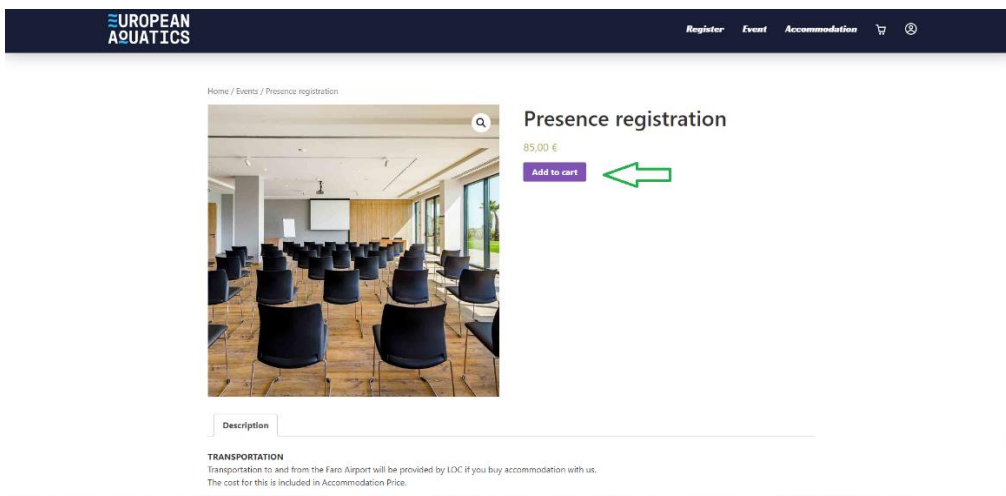 EUROPEAN
AQUATICS
Register Event Accommodation
Home / Events / Presence registration
Presence registration
85,00 €
Add to cart
Description
TRANSPORTATION
Transportation to and from the Faro Airport will be provided by LOC if you buy accommodation with us.
The cost for this is included in Accommodation Price.